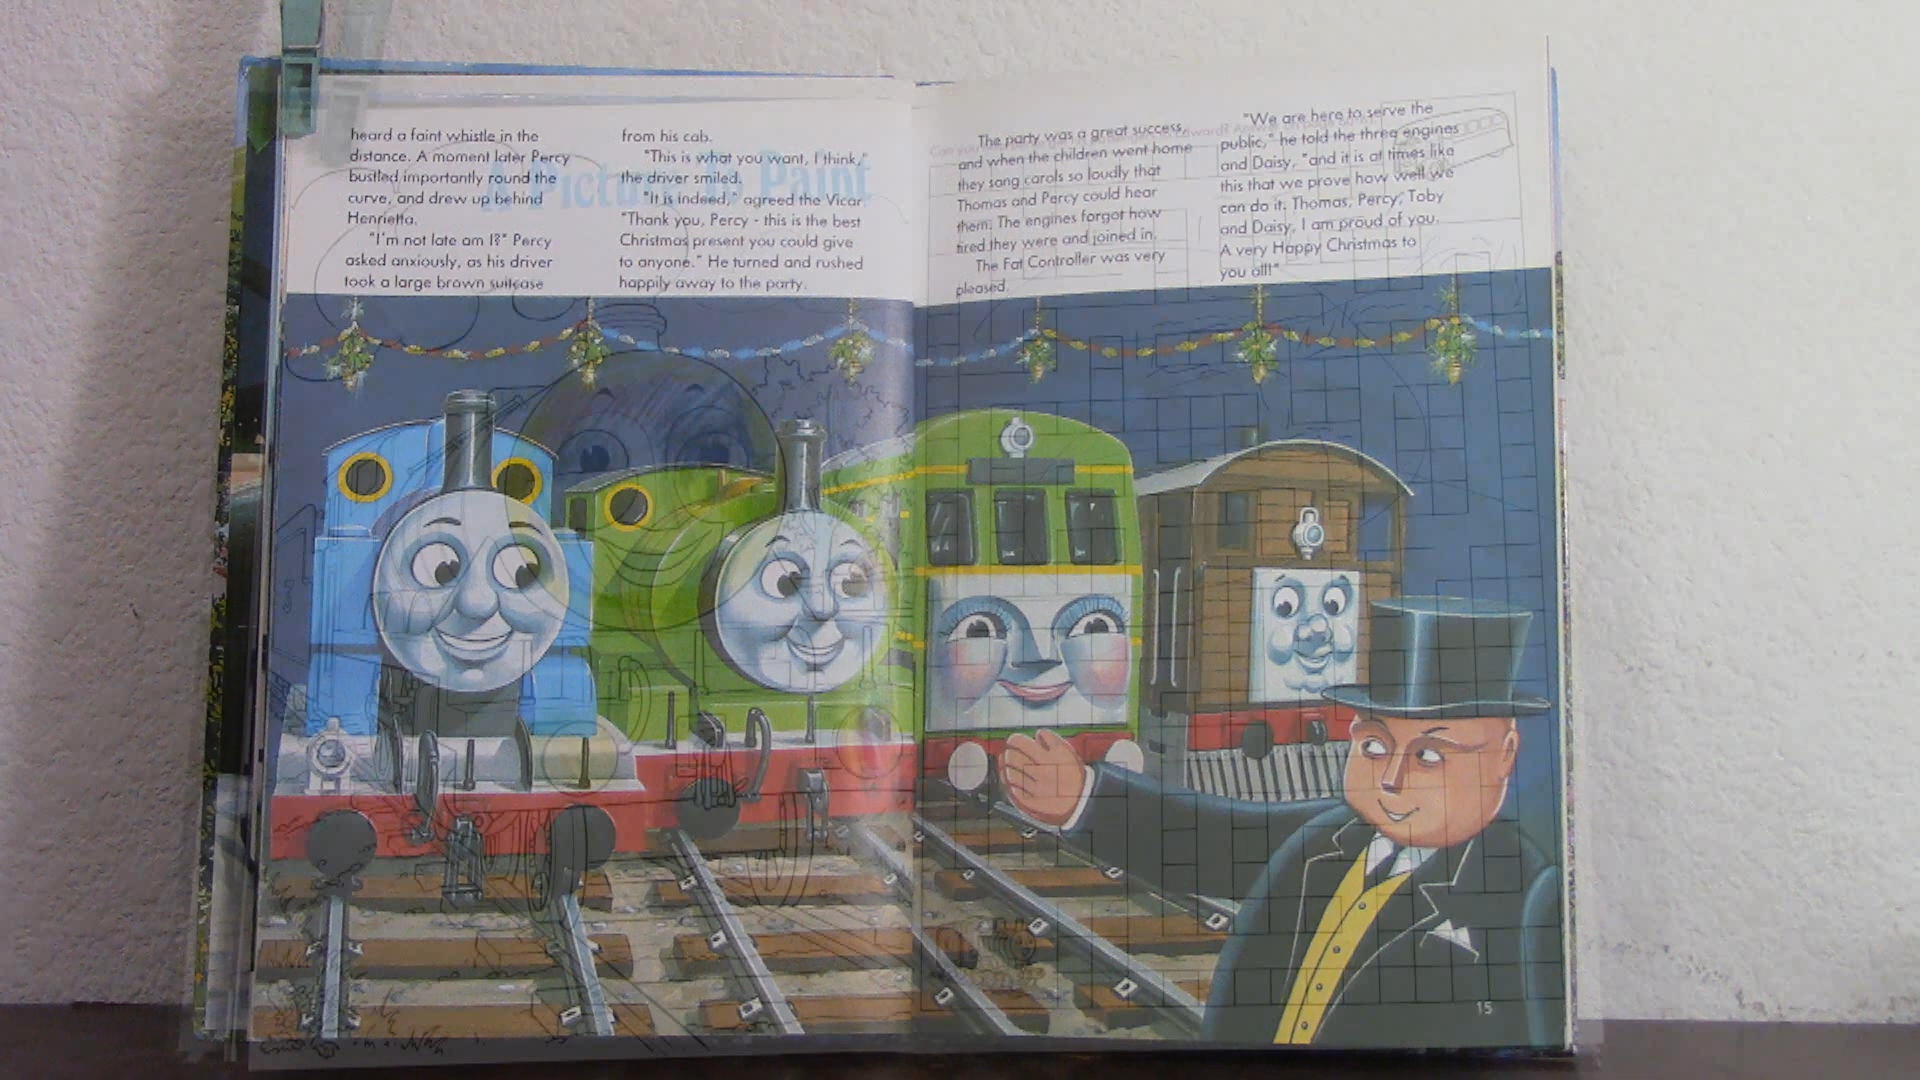 heard a faint whistle in the
distance. A moment later Percy
bustled importantly round the
curve, and drew up behind
Henrietta.
"I'm not late am I?" Percy
asked anxiously, as his driver
took a large brown suitcase
from his cab.
"This is what you want, I think,"
the driver smiled.
"It is indeed," agreed the Vicar.
"Thank you, Percy - this is the best
Christmas present you could give
to anyone." He turned and rushed
happily away to the party.
A Picture to Paint
The party was a great success,
and when the children went home
they sang carols so loudly that
Thomas and Percy could hear
them. The engines forgot how
tired they were and joined in.
The Fat Controller was very
pleased.
"We are here to serve the
public," he told the three engines
and Daisy, "and it is at times like
this that we prove how well we
can do it. Thomas, Percy, Toby
and Daisy, I am proud of you.
A very Happy Christmas to
you all!"
15